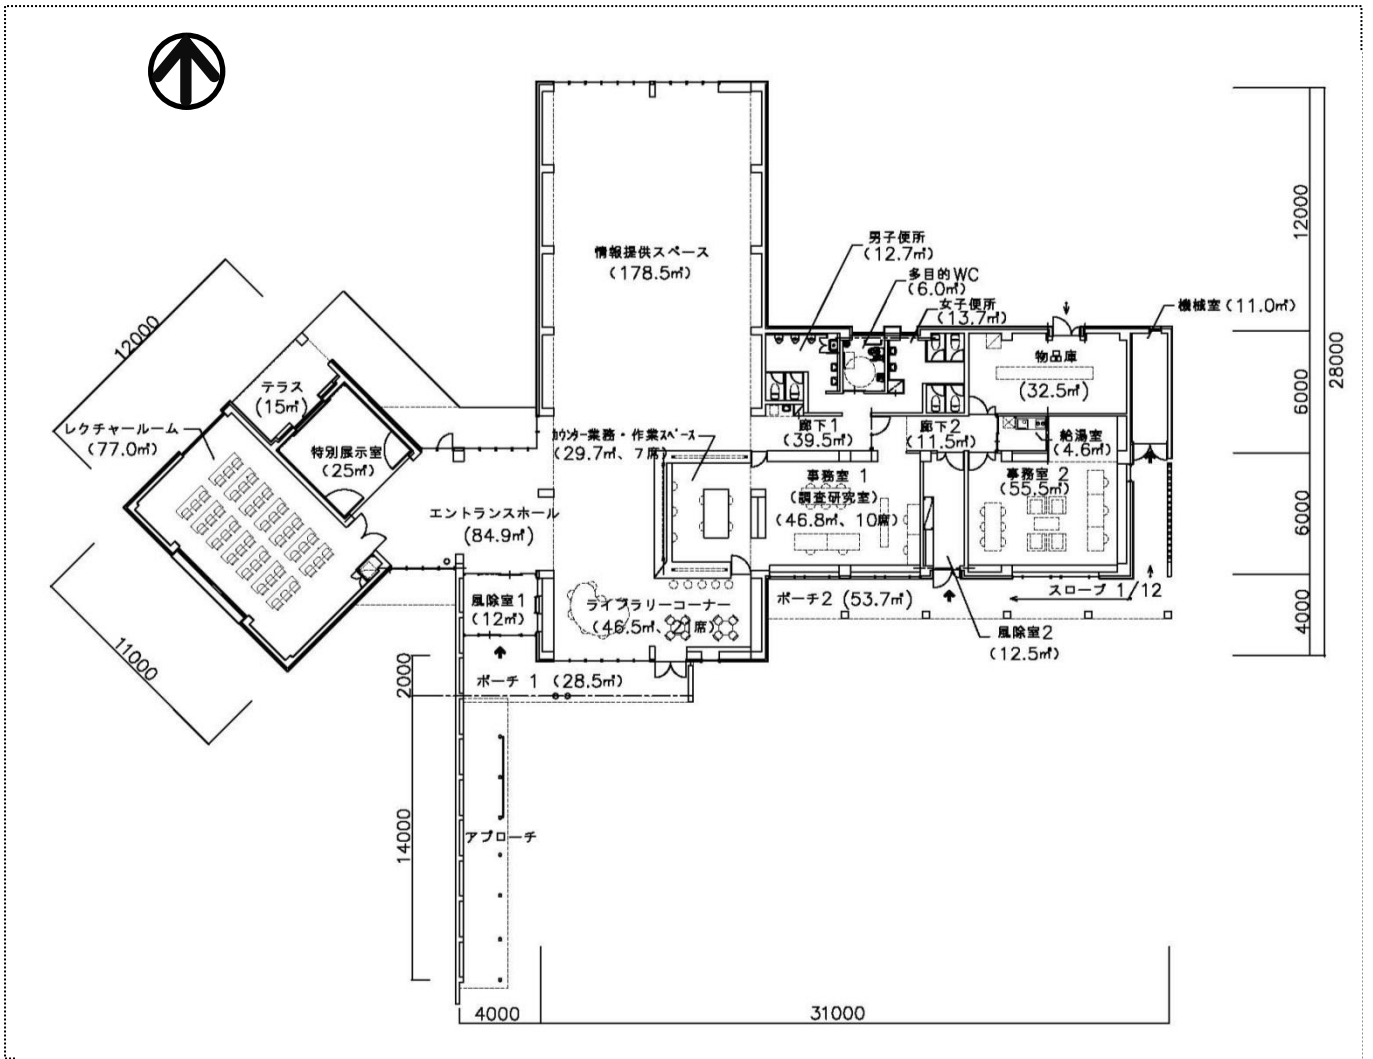 情報提供スペース
(178.5㎡)
男子便所
(12.7㎡)
多目的WC
(6.0㎡)
女子便所
(13.7㎡)
機械室(11.0㎡)
12000
28000
12000
テラス
(15㎡)
レクチャールーム
(77.0㎡)
特別展示室
(25㎡)
物品庫
(32.5㎡)
6000
カウンター業務・作業スペース
(29.7㎡、7席)
廊下1
(39.5㎡)
廊下2
(11.5㎡)
給湯室
(4.6㎡)
エントランスホール
(84.9㎡)
事務室 1
(調査研究室)
(46.8㎡、10席)
事務室 2
(55.5㎡)
6000
風除室1
(12㎡)
ライブラリーコーナー
(46.5㎡、21席)
ポーチ2 (53.7㎡)
スロープ 1/12
4000
風除室2
(12.5㎡)
11000
2000
ポーチ 1 (28.5㎡)
14000
アプローチ
4000
31000